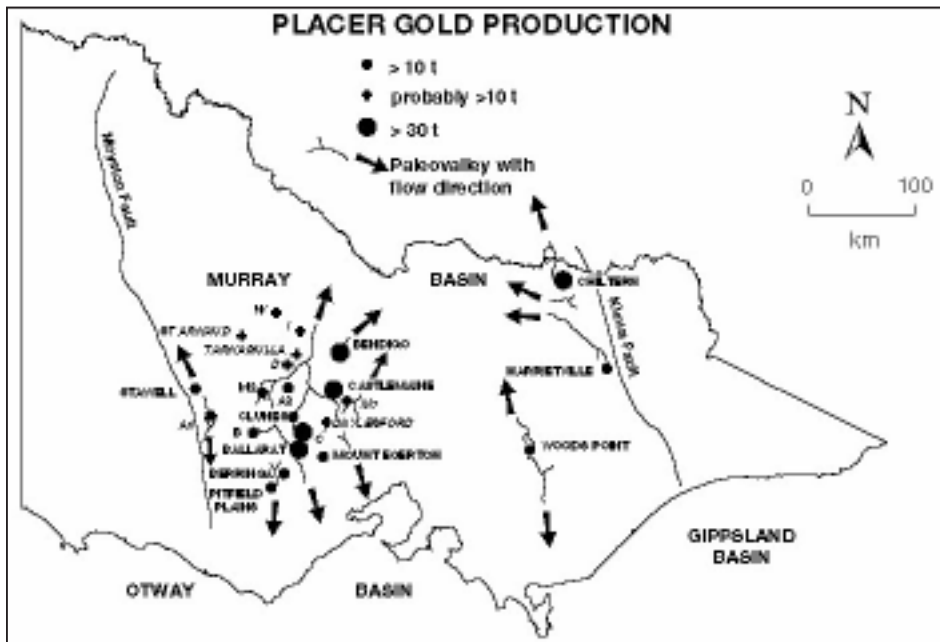 PLACER GOLD PRODUCTION
> 10 t
probably >10 t
> 30 t
Paleovalley with
flow direction
N
0 100
km
Moyston Fault
MURRAY BASIN
CHILTERN
W
I
ST ARNAUD
TARNAGULLA
D
BENDIGO
STAWELL
CASTLEMAINE
HARRIETVILLE
CLUNES
DAYLESFORD
B
C
BALLARAT
MOUNT EGERTON
WOODS POINT
BERRINGA
PITFIELD
PLAINS
OTWAY BASIN
GIPPSLAND
BASIN